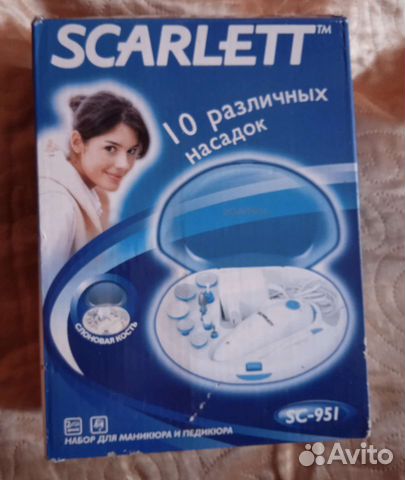 SCARLETT™
10 различных
насадок
СЛОНОВАЯ КОСТЬ
SC-951
НАБОР ДЛЯ МАНИКЮРА И ПЕДИКЮРА
Avito